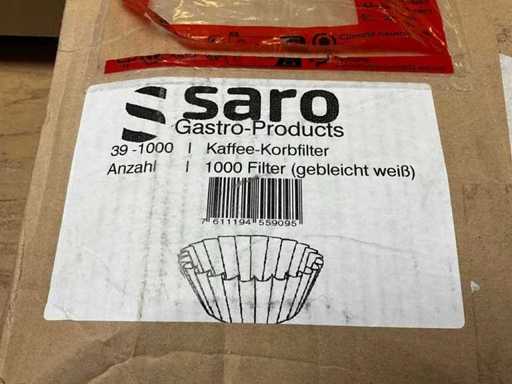 saro
Gastro-Products
39-1000 | Kaffee-Korbfilter
Anzahl | 1000 Filter (gebleicht weiß)
7 611194 559095